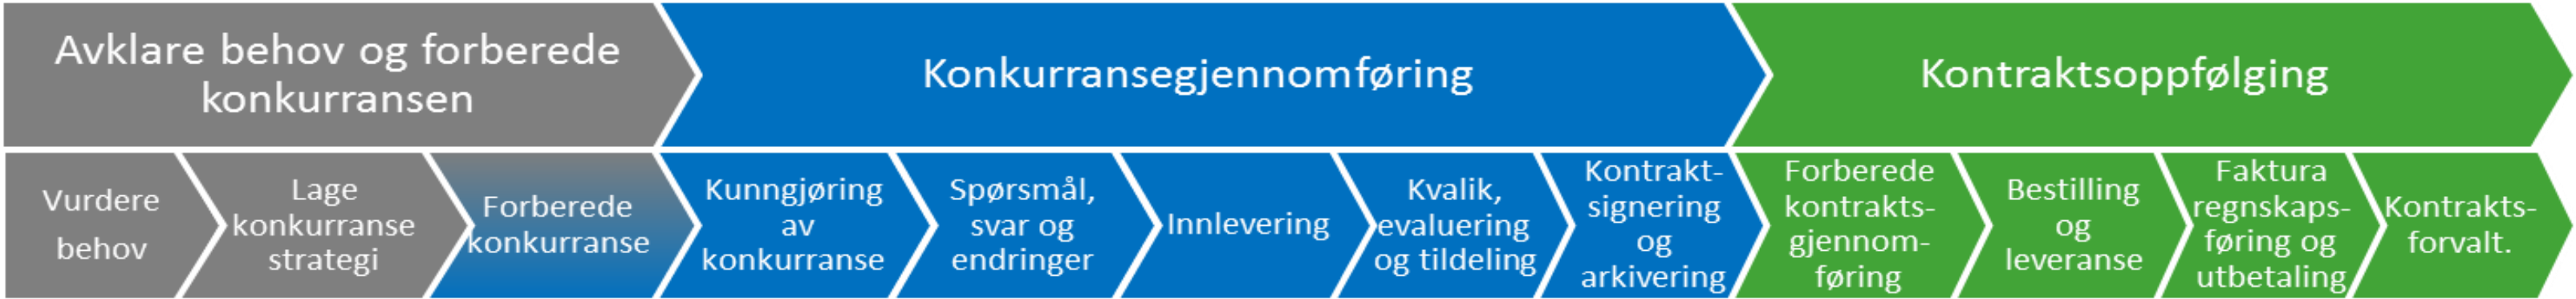 Avklare behov og forberede
konkurransen
Konkurransegjennomføring
Kontraktsoppfølging
Vurdere
behov
Lage
konkurranse
strategi
Forberede
konkurranse
Kunngjøring
av
konkurranse
Spørsmål,
svar og
endringer
Innlevering
Kvalik,
evaluering
og tildeling
Kontrakt-
signering
og
arkivering
Forberede
kontrakts-
gjennom-
føring
Bestilling
og
leveranse
Faktura
regnskaps-
føring og
utbetaling
Kontrakts-
forvalt.